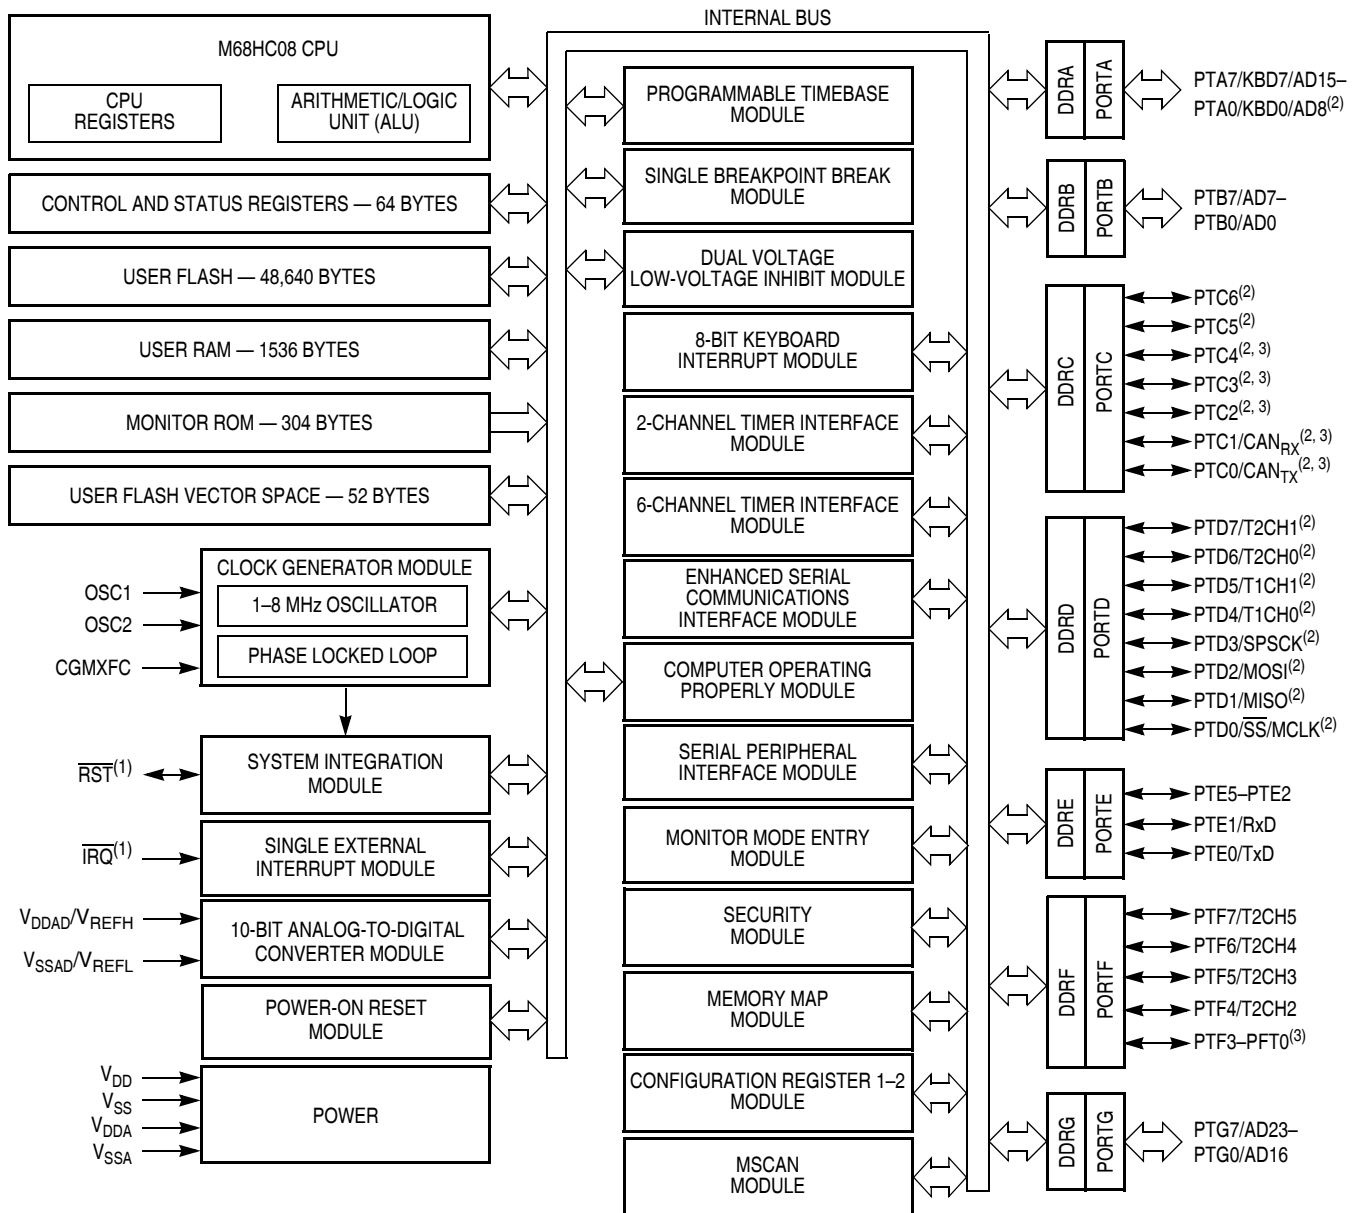 INTERNAL BUS
M68HC08 CPU
CPU
REGISTERS
ARITHMETIC/LOGIC
UNIT (ALU)
CONTROL AND STATUS REGISTERS — 64 BYTES
USER FLASH — 48,640 BYTES
USER RAM — 1536 BYTES
MONITOR ROM — 304 BYTES
USER FLASH VECTOR SPACE — 52 BYTES
CLOCK GENERATOR MODULE
1–8 MHz OSCILLATOR
PHASE LOCKED LOOP
OSC1
OSC2
CGMXFC
SYSTEM INTEGRATION
MODULE
RST(1)
SINGLE EXTERNAL
INTERRUPT MODULE
IRQ(1)
10-BIT ANALOG-TO-DIGITAL
CONVERTER MODULE
VDDAD/VREFH
VSSAD/VREFL
POWER-ON RESET
MODULE
POWER
VDD
VSS
VDDA
VSSA
PROGRAMMABLE TIMEBASE
MODULE
SINGLE BREAKPOINT BREAK
MODULE
DUAL VOLTAGE
LOW-VOLTAGE INHIBIT MODULE
8-BIT KEYBOARD
INTERRUPT MODULE
2-CHANNEL TIMER INTERFACE
MODULE
6-CHANNEL TIMER INTERFACE
MODULE
ENHANCED SERIAL
COMMUNICATIONS
INTERFACE MODULE
COMPUTER OPERATING
PROPERLY MODULE
SERIAL PERIPHERAL
INTERFACE MODULE
MONITOR MODE ENTRY
MODULE
SECURITY
MODULE
MEMORY MAP
MODULE
CONFIGURATION REGISTER 1–2
MODULE
MSCAN
MODULE
DDRA
PORTA
PTA7/KBD7/AD15–
PTA0/KBD0/AD8(2)
DDRB
PORTB
PTB7/AD7–
PTB0/AD0
DDRC
PORTC
PTC6(2)
PTC5(2)
PTC4(2, 3)
PTC3(2, 3)
PTC2(2, 3)
PTC1/CANRX(2, 3)
PTC0/CANTX(2, 3)
DDRD
PORTD
PTD7/T2CH1(2)
PTD6/T2CH0(2)
PTD5/T1CH1(2)
PTD4/T1CH0(2)
PTD3/SPSCK(2)
PTD2/MOSI(2)
PTD1/MISO(2)
PTD0/SS/MCLK(2)
DDRE
PORTE
PTE5–PTE2
PTE1/RxD
PTE0/TxD
DDRF
PORTF
PTF7/T2CH5
PTF6/T2CH4
PTF5/T2CH3
PTF4/T2CH2
PTF3–PFT0(3)
DDRG
PORTG
PTG7/AD23–
PTG0/AD16